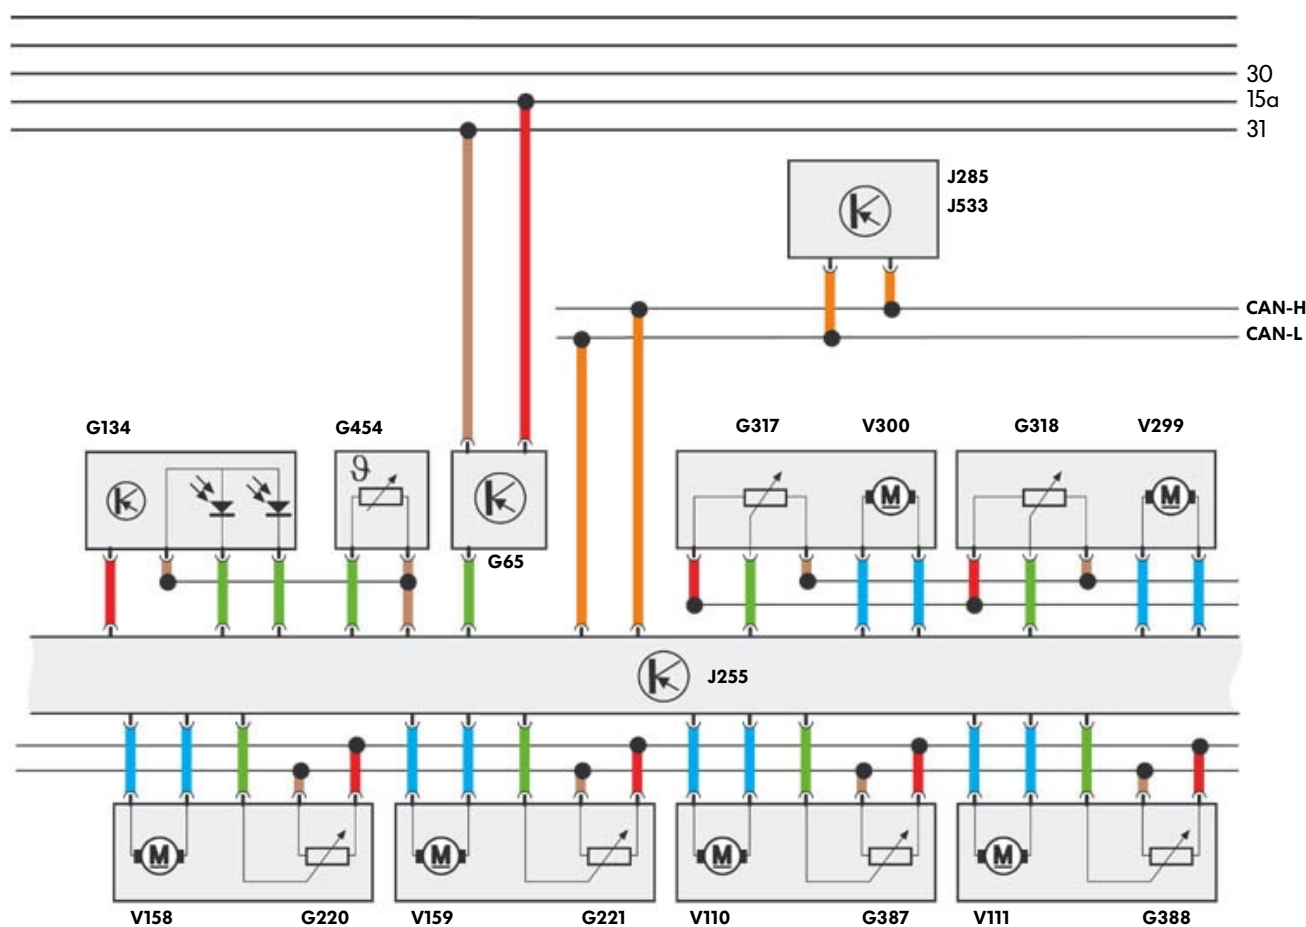 30
15a
31
J285
J533
CAN-H
CAN-L
G134
G454
G317
V300
G318
V299
ϑ
M
M
G65
J255
M
M
M
M
V158
G220
V159
G221
V110
G387
V111
G388